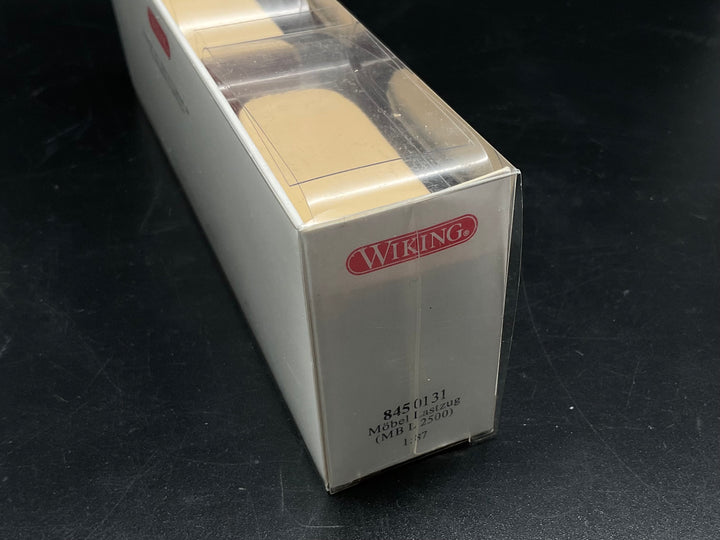 WIKING®
845 0131
Möbel Lastzug
(MB L 2500)
1:87